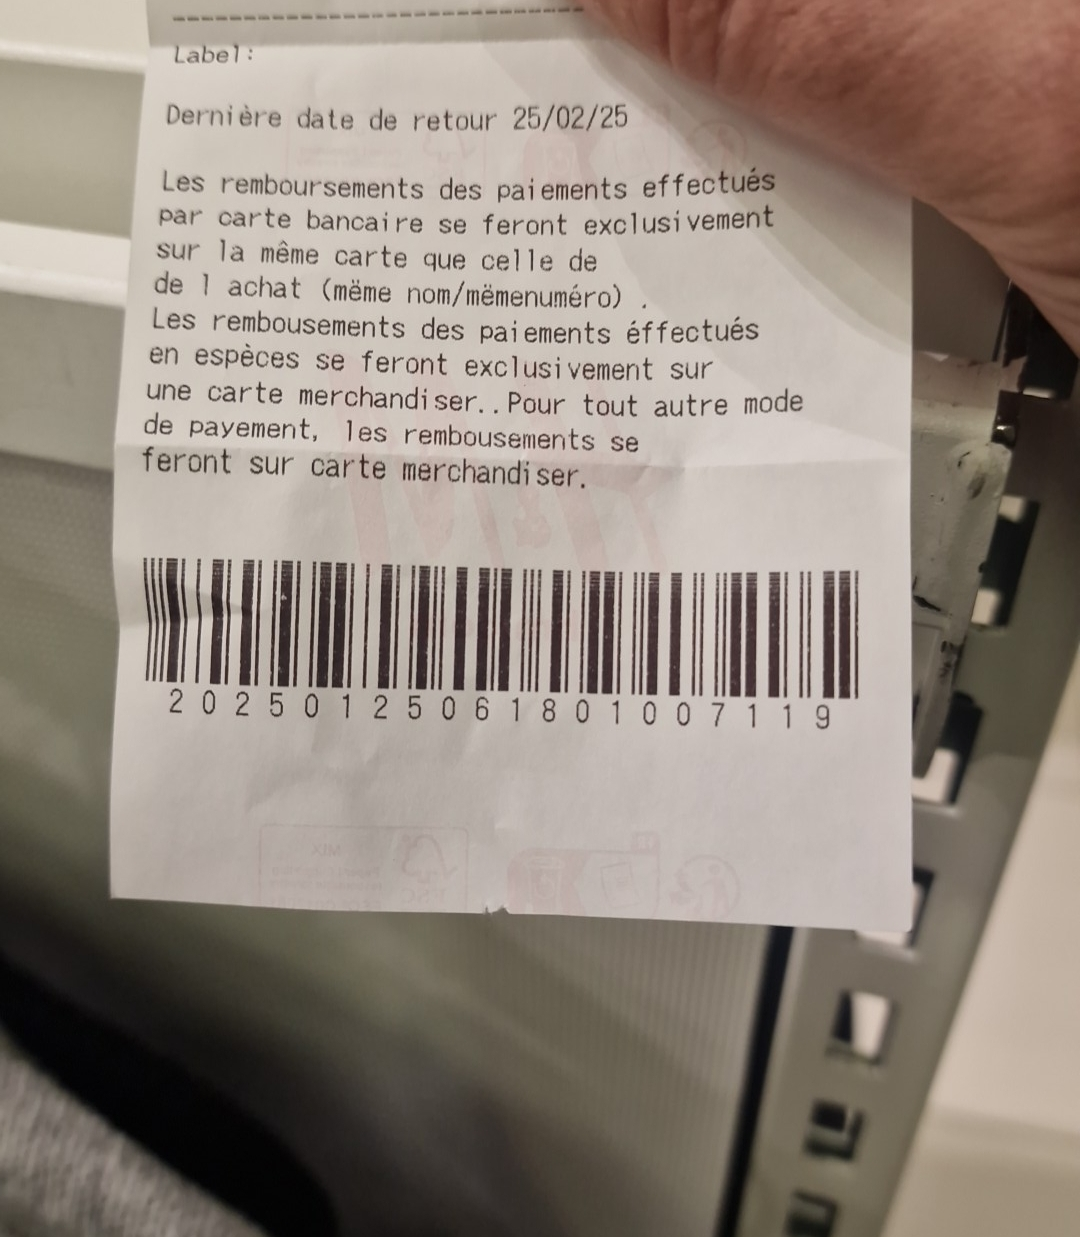 Label:
Dernière date de retour 25/02/25
Les remboursements des paiements effectués
par carte bancaire se feront exclusivement
sur la même carte que celle de
de l achat (mëme nom/mëmenuméro) .
Les rembousements des paiements éffectués
en espèces se feront exclusivement sur
une carte merchandiser..Pour tout autre mode
de payement, les rembousements se
feront sur carte merchandiser.
20250125061801007119